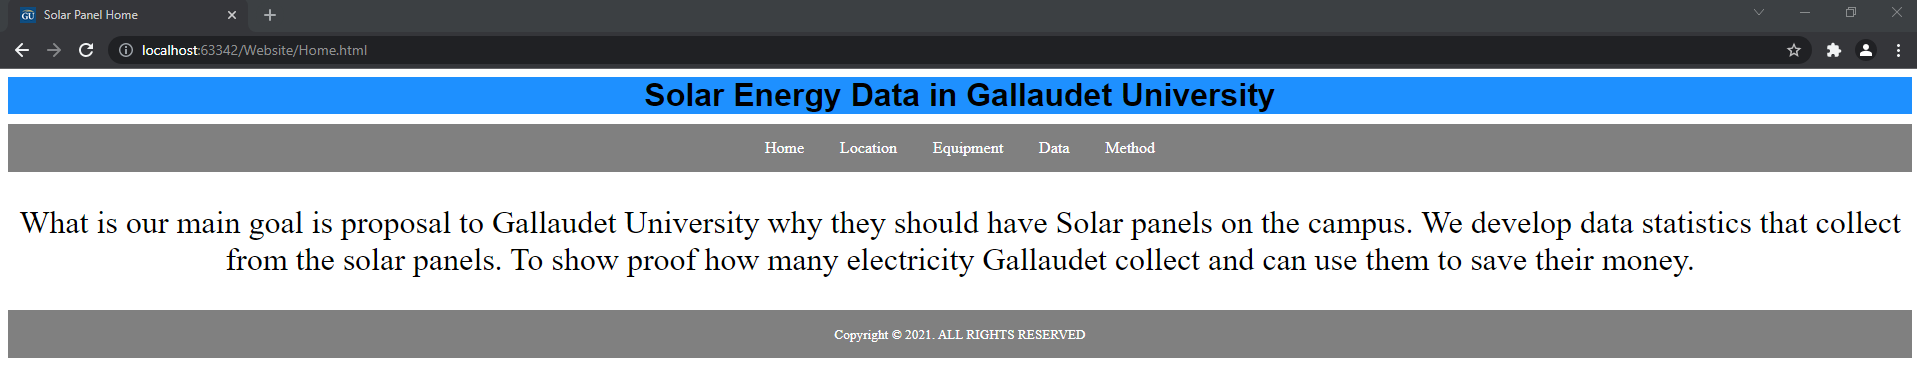 GU Solar Panel Home
localhost:63342/Website/Home.html
Solar Energy Data in Gallaudet University
Home Location Equipment Data Method
What is our main goal is proposal to Gallaudet University why they should have Solar panels on the campus. We develop data statistics that collect
from the solar panels. To show proof how many electricity Gallaudet collect and can use them to save their money.
Copyright © 2021. ALL RIGHTS RESERVED